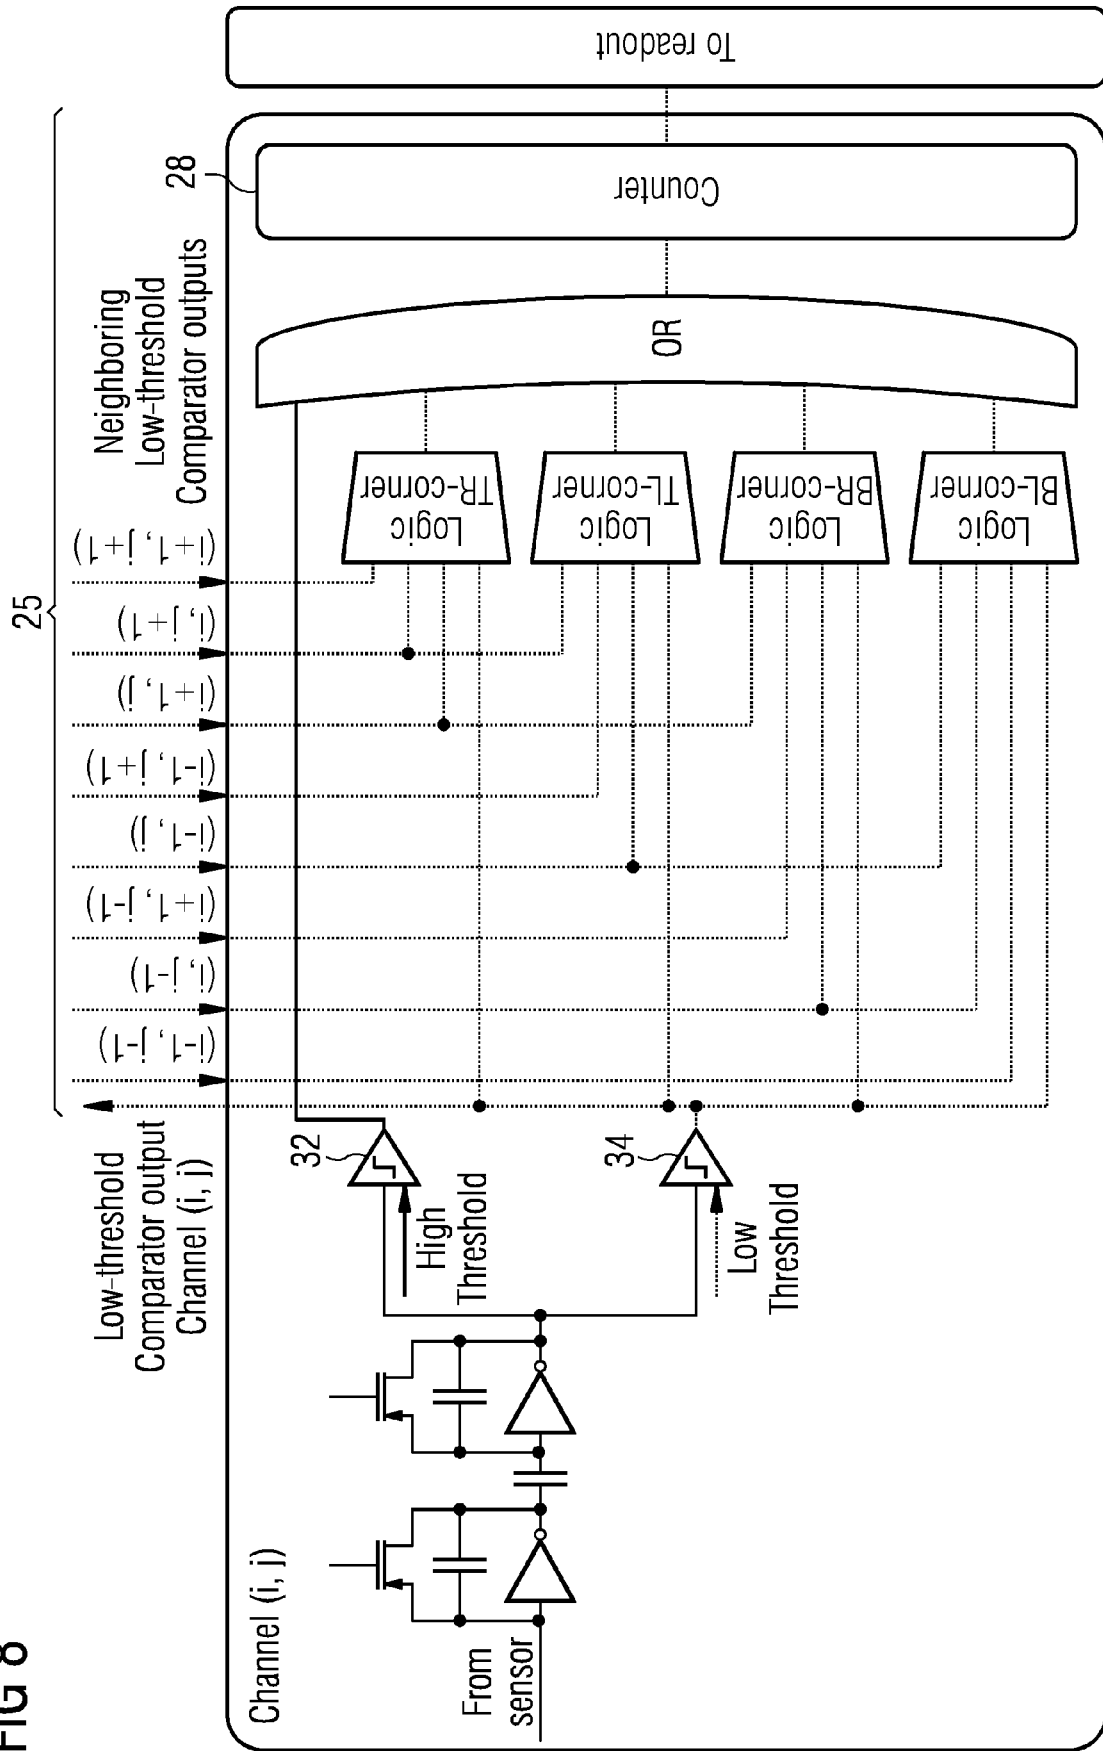 FIG 8
25
Low-threshold
Comparator output
Channel (i, j)
(i-1, j-1)
(i, j-1)
(i+1, j-1)
(i-1, j)
(i-1, j+1)
(i+1, j)
(i, j+1)
(i+1, j+1)
Neighboring
Low-threshold
Comparator outputs
28
Channel (i, j)
From
sensor
32
High
Threshold
34
Low
Threshold
TR-corner
Logic
TL-corner
Logic
BR-corner
Logic
BL-corner
Logic
OR
Counter
To readout